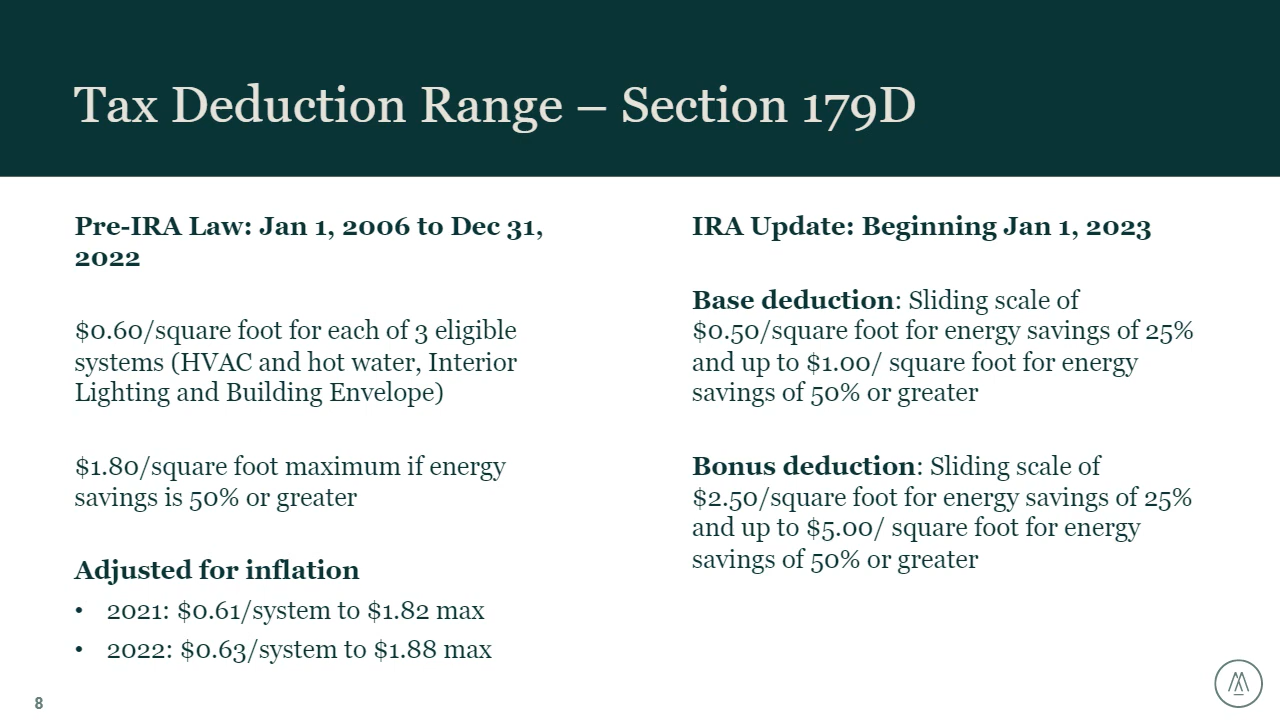 Tax Deduction Range – Section 179D
Pre-IRA Law: Jan 1, 2006 to Dec 31,
2022
$0.60/square foot for each of 3 eligible
systems (HVAC and hot water, Interior
Lighting and Building Envelope)
$1.80/square foot maximum if energy
savings is 50% or greater
Adjusted for inflation
• 2021: $0.61/system to $1.82 max
• 2022: $0.63/system to $1.88 max
IRA Update: Beginning Jan 1, 2023
Base deduction: Sliding scale of
$0.50/square foot for energy savings of 25%
and up to $1.00/ square foot for energy
savings of 50% or greater
Bonus deduction: Sliding scale of
$2.50/square foot for energy savings of 25%
and up to $5.00/ square foot for energy
savings of 50% or greater
8